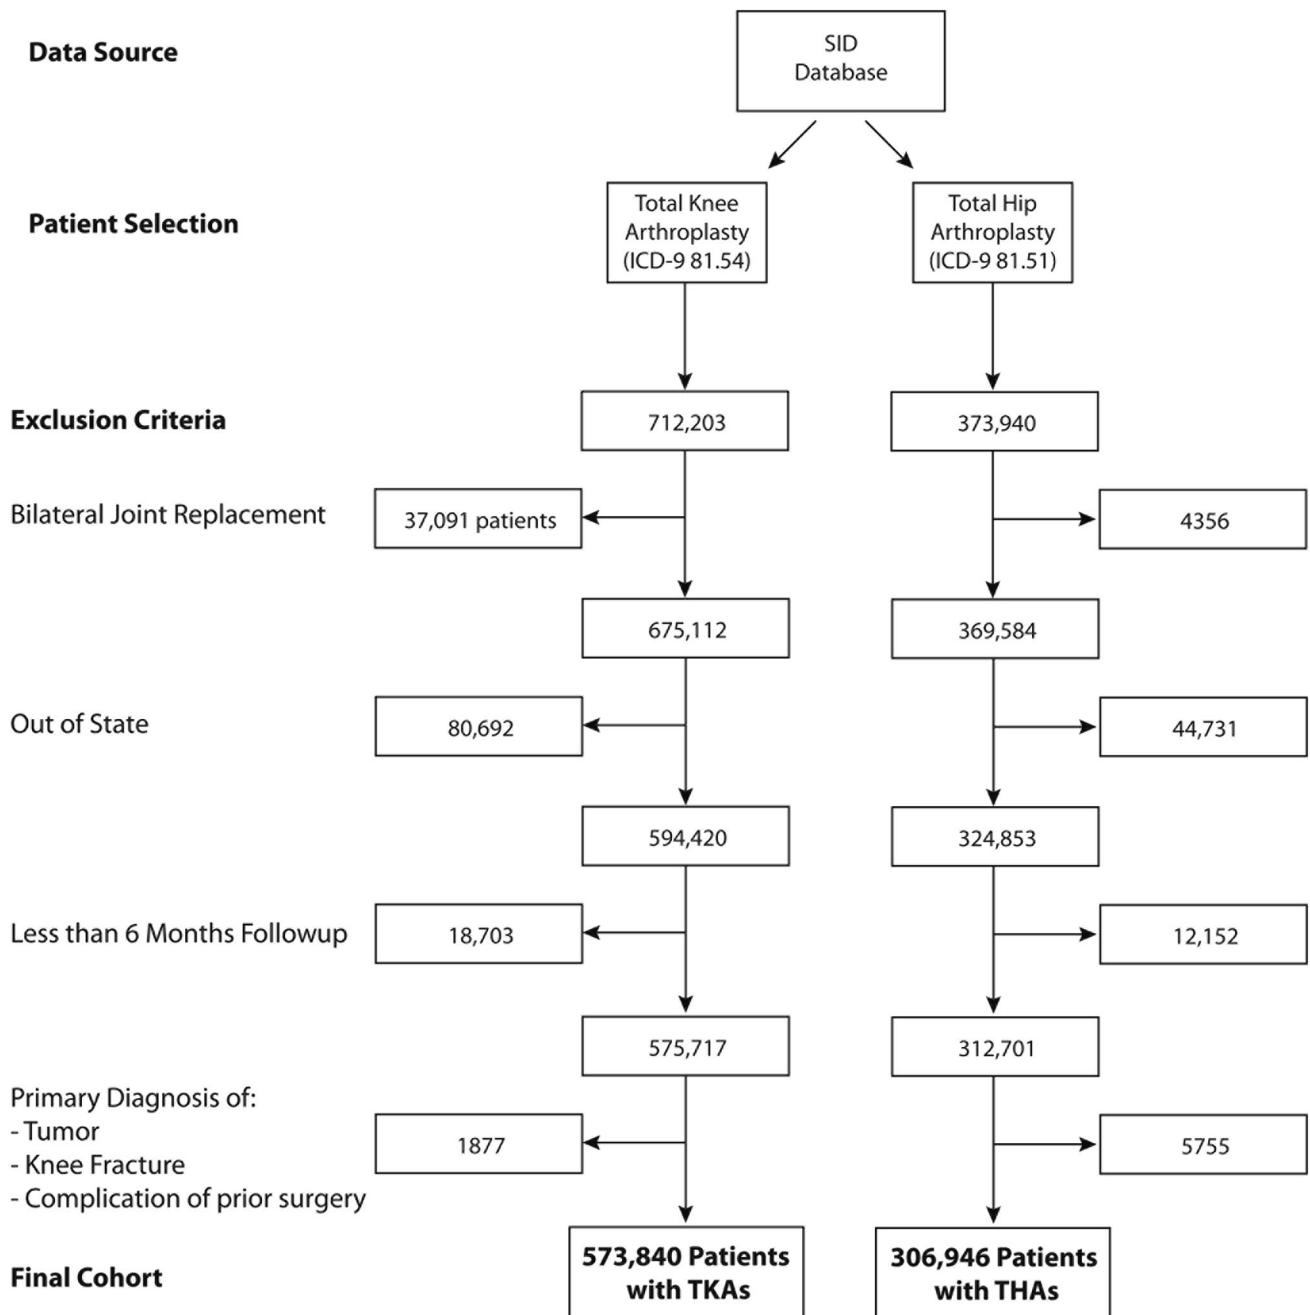 Data Source
SID
Database
Patient Selection
Total Knee
Arthroplasty
(ICD-9 81.54)
Total Hip
Arthroplasty
(ICD-9 81.51)
Exclusion Criteria
712,203
373,940
Bilateral Joint Replacement
37,091 patients
4356
675,112
369,584
Out of State
80,692
44,731
594,420
324,853
Less than 6 Months Followup
18,703
12,152
575,717
312,701
Primary Diagnosis of:
- Tumor
- Knee Fracture
- Complication of prior surgery
1877
5755
Final Cohort
573,840 Patients
with TKAs
306,946 Patients
with THAs